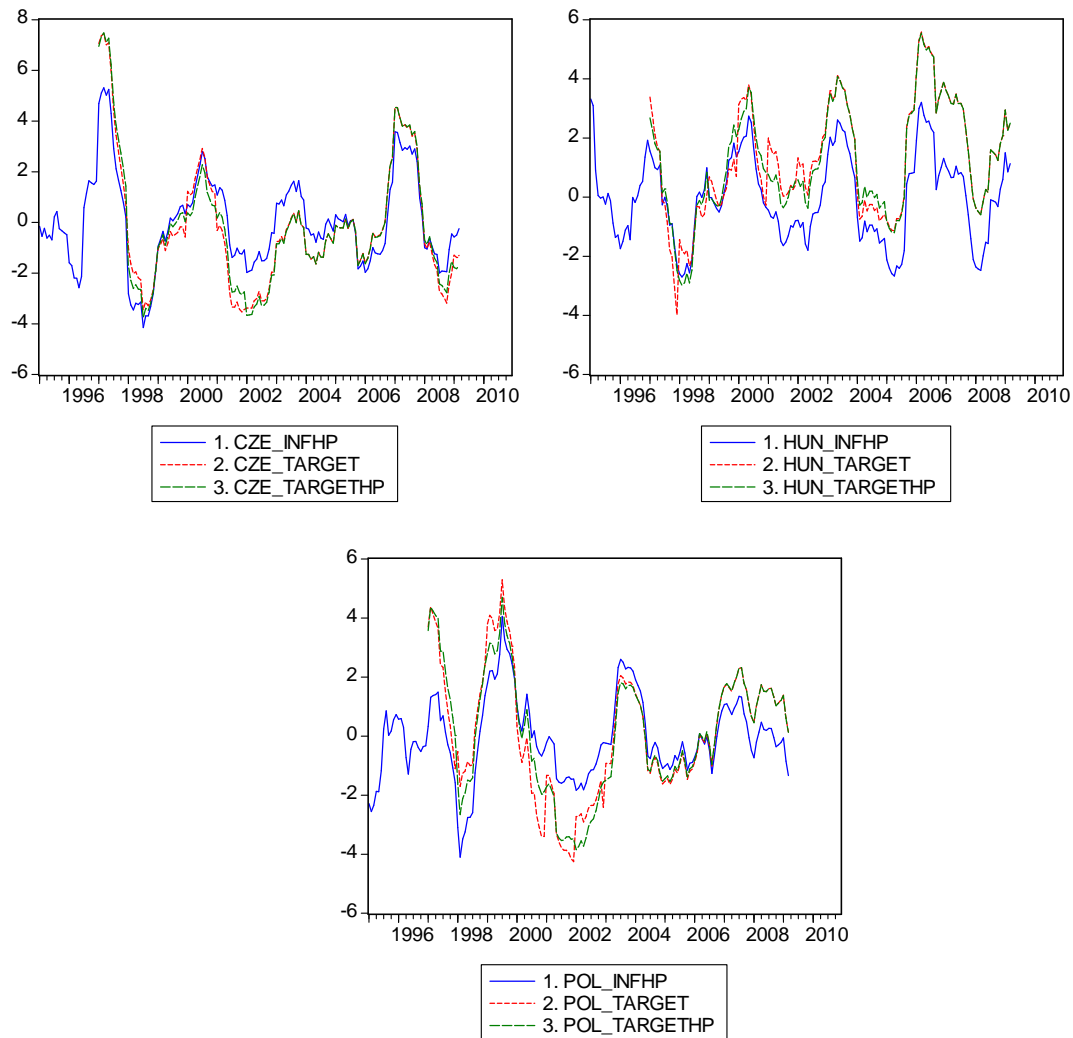 8
6
4
2
0
-2
-4
-6
1996 1998 2000 2002 2004 2006 2008 2010
1. CZE_INFHP
2. CZE_TARGET
3. CZE_TARGETHP
6
4
2
0
-2
-4
-6
1996 1998 2000 2002 2004 2006 2008 2010
1. HUN_INFHP
2. HUN_TARGET
3. HUN_TARGETHP
6
4
2
0
-2
-4
-6
1996 1998 2000 2002 2004 2006 2008 2010
1. POL_INFHP
2. POL_TARGET
3. POL_TARGETHP